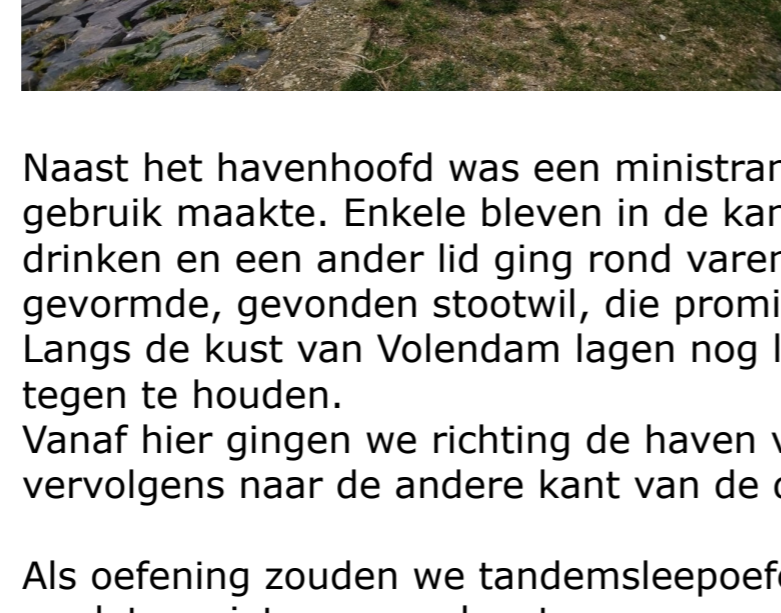 Naast het havenhoofd was een
gebruik maakte. Enkele bleven in de
drinken en een ander lid ging rond
gevormde, gevonden stootwil, die
Langs de kust van Volendam lagen nog
tegen te houden.
Vanaf hier gingen we richting de haven
vervolgens naar de andere kant van de
Als oefening zouden we